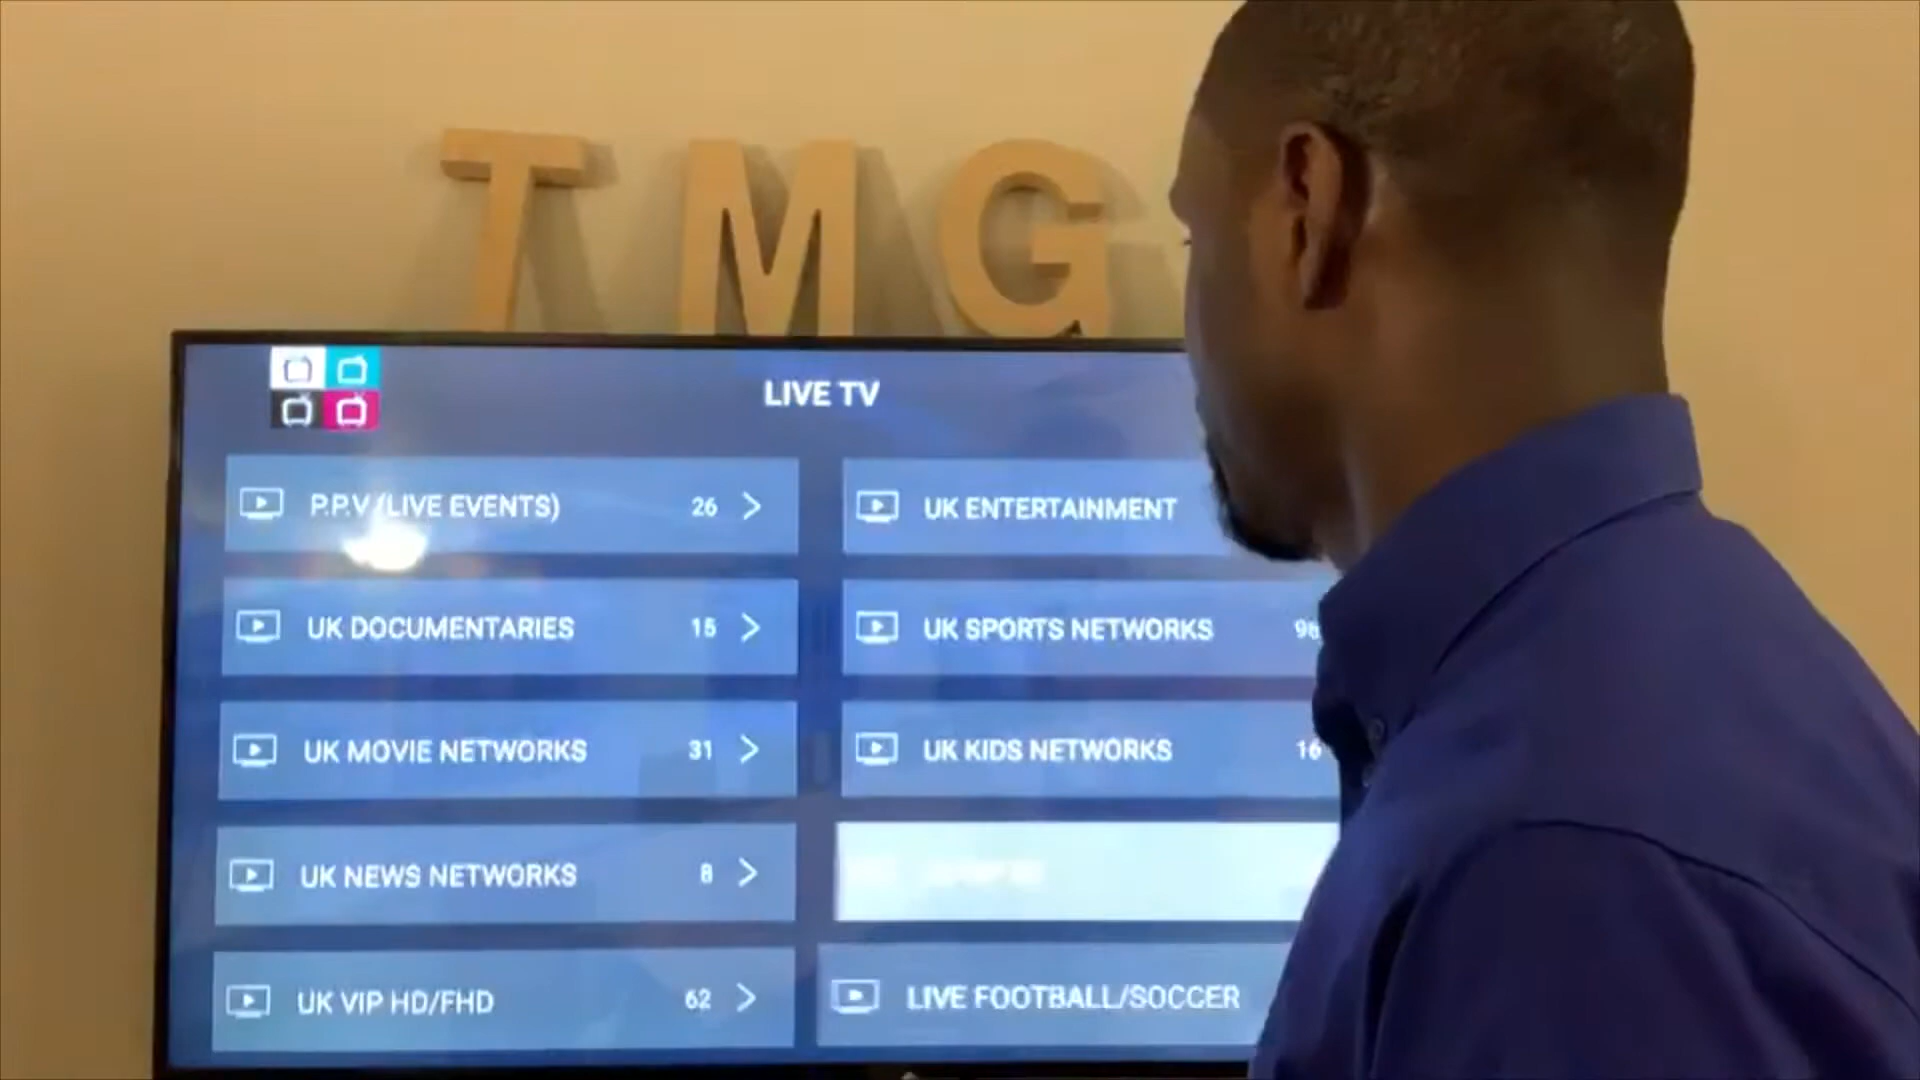 TMG
LIVE TV
P.P.V (LIVE EVENTS) 26
UK ENTERTAINMENT
UK DOCUMENTARIES 15
UK SPORTS NETWORKS
UK MOVIE NETWORKS 31
UK KIDS NETWORKS 16
UK NEWS NETWORKS 8
UK VIP HD/FHD 62
LIVE FOOTBALL/SOCCER